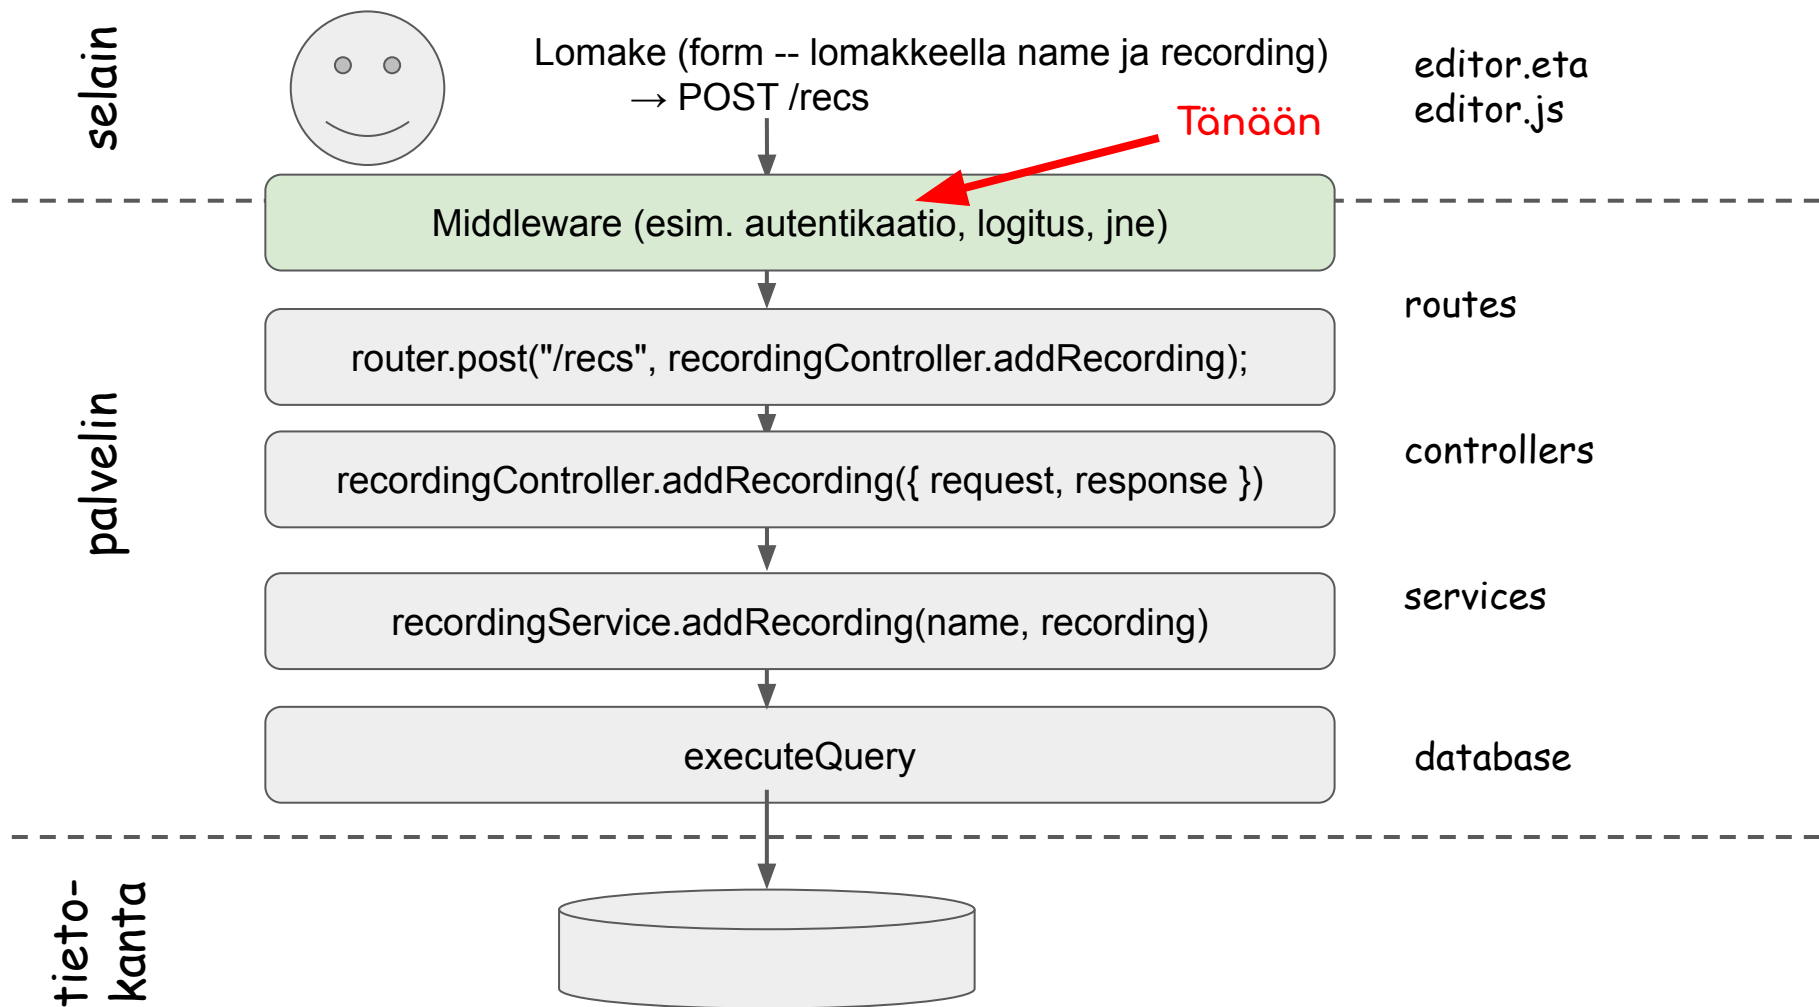 selain
Lomake (form -- lomakkeella name ja recording)
→ POST /recs
Tänään
editor.eta
editor.js
Middleware (esim. autentikaatio, logitus, jne)
palvelin
routes
router.post("/recs", recordingController.addRecording);
controllers
recordingController.addRecording({ request, response })
services
recordingService.addRecording(name, recording)
executeQuery
database
tieto-
kanta